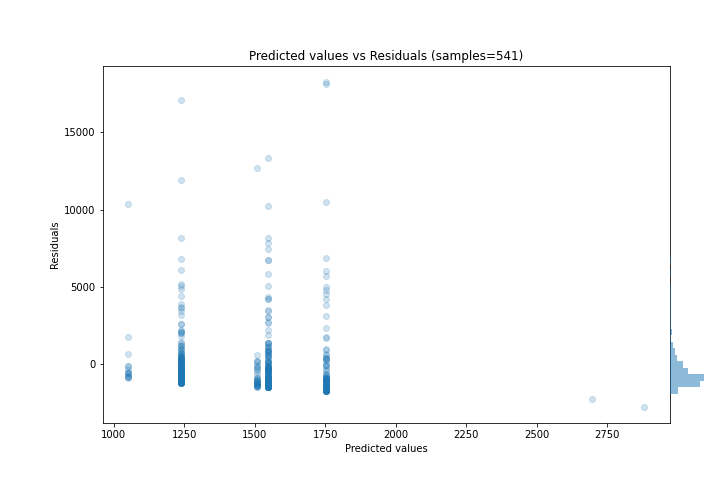 Predicted values vs Residuals (samples=541)
15000
10000
5000
0
Residuals
1000 1250 1500 1750 2000 2250 2500 2750
Predicted values